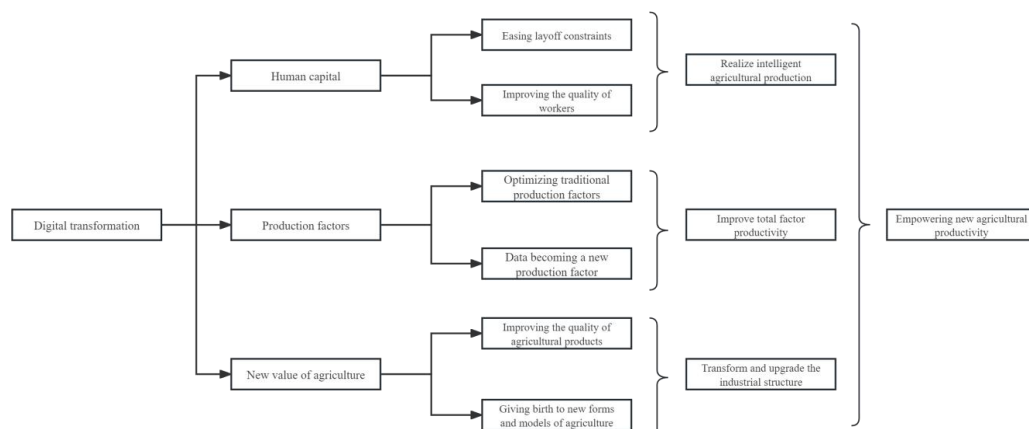 Easing layoff constraints
Realize intelligent
agricultural production
Human capital
Improving the quality of
workers
Optimizing traditional
production factors
Digital transformation
Production factors
Improve total factor
productivity
Empowering new agricultural
productivity
Data becoming a new
production factor
Improving the quality of
agricultural products
New value of agriculture
Transform and upgrade the
industrial structure
Giving birth to new forms
and models of agriculture